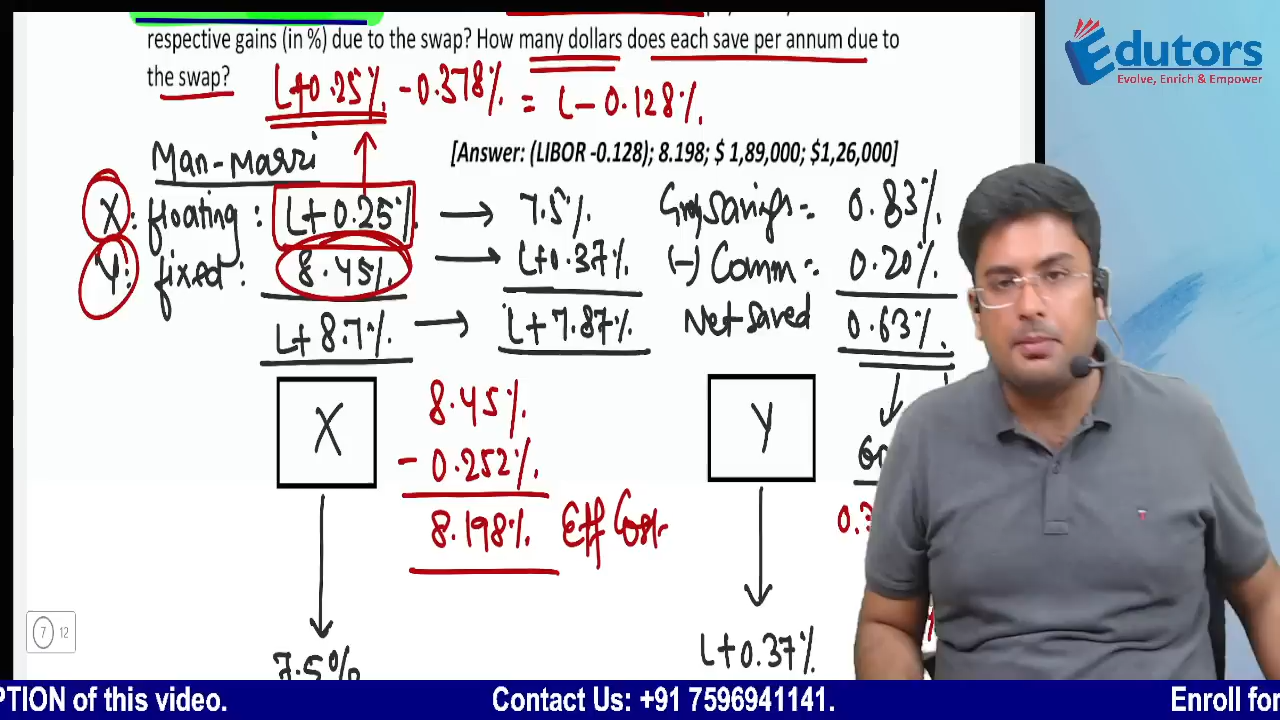 respective gains (in %) due to the swap? How many dollars does each save per annum due to
the swap?
L+0.25% - 0.378% = L - 0.128%
[Answer: (LIBOR -0.128); 8.198; $ 1,89,000; $1,26,000]
Man-Marzi
X: floating : L+0.25% → 7.5%
Savings = 0.83%
Y: fixed : 8.45% → L+0.37%
(-) Comm = 0.20%
L+8.7% → L+7.87%
Net Saved 0.63%
X
8.45%
- 0.252%
8.198% Eff Cost
Y
7.5%
L+0.37%
7 12
Edutors
Evolve, Enrich & Empower
PTION of this video.
Contact Us: +91 7596941141.
Enroll for